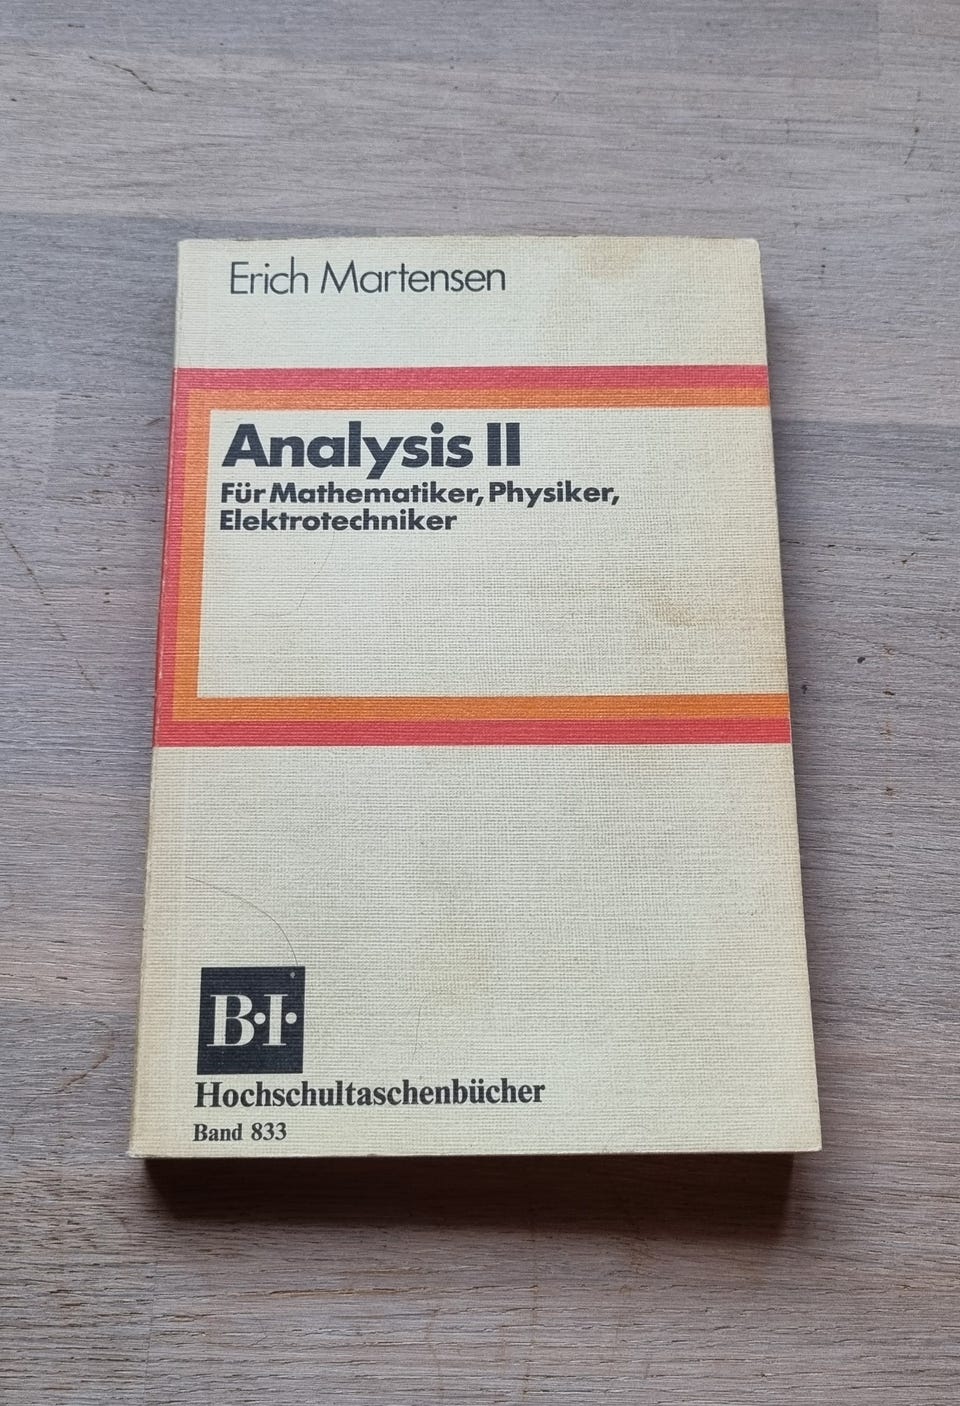 Erich Martensen
Analysis II
Für Mathematiker, Physiker,
Elektrotechniker
B·I·
Hochschultaschenbücher
Band 833